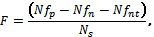 F = (Nf_p − Nf_n − Nf_nt) / N_s,